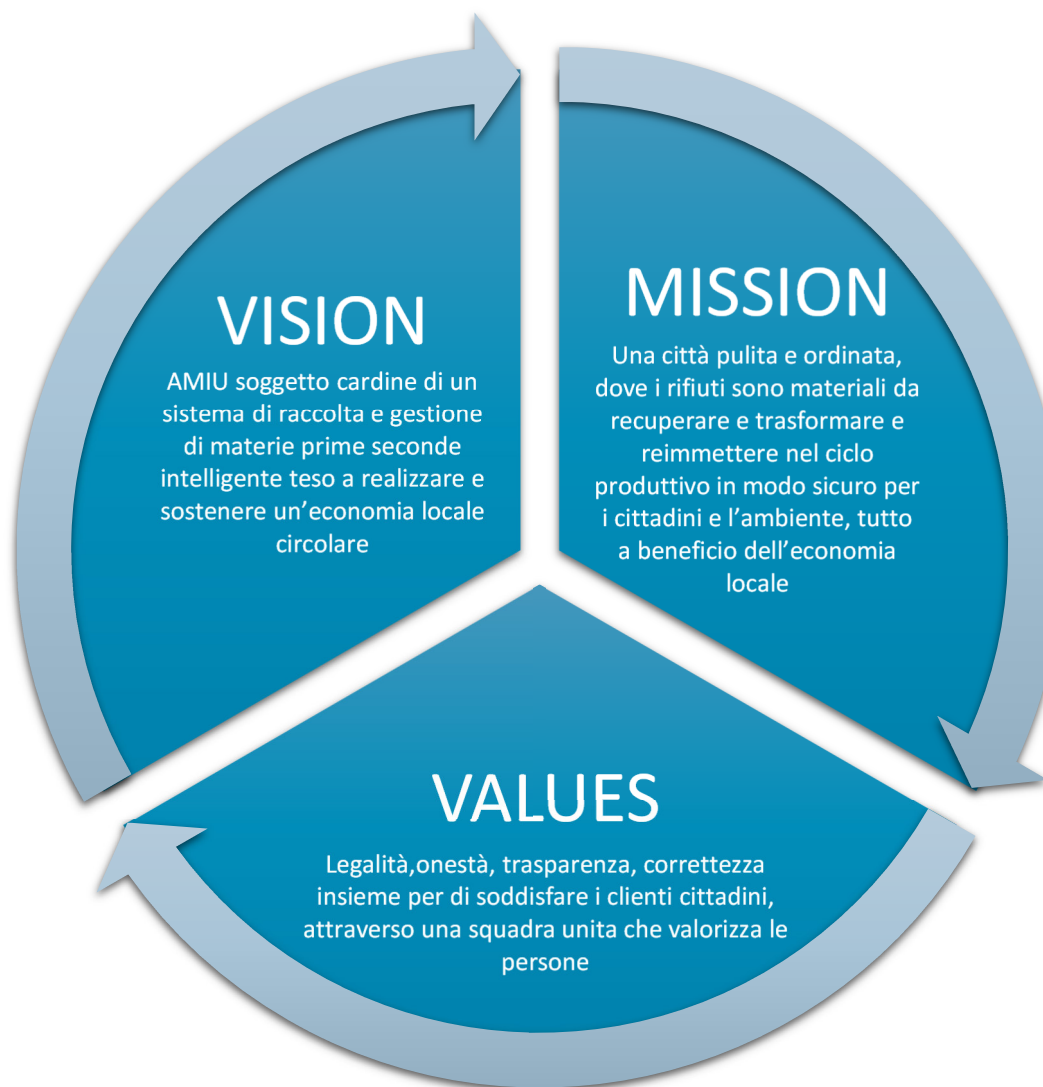 VISION
AMIU soggetto cardine di un
sistema di raccolta e gestione
di materie prime seconde
intelligente teso a realizzare e
sostenere un’economia locale
circolare
MISSION
Una città pulita e ordinata,
dove i rifiuti sono materiali da
recuperare e trasformare e
reimmettere nel ciclo
produttivo in modo sicuro per
i cittadini e l’ambiente, tutto
a beneficio dell’economia
locale
VALUES
Legalità,onestà, trasparenza, correttezza
insieme per di soddisfare i clienti cittadini,
attraverso una squadra unita che valorizza le
persone